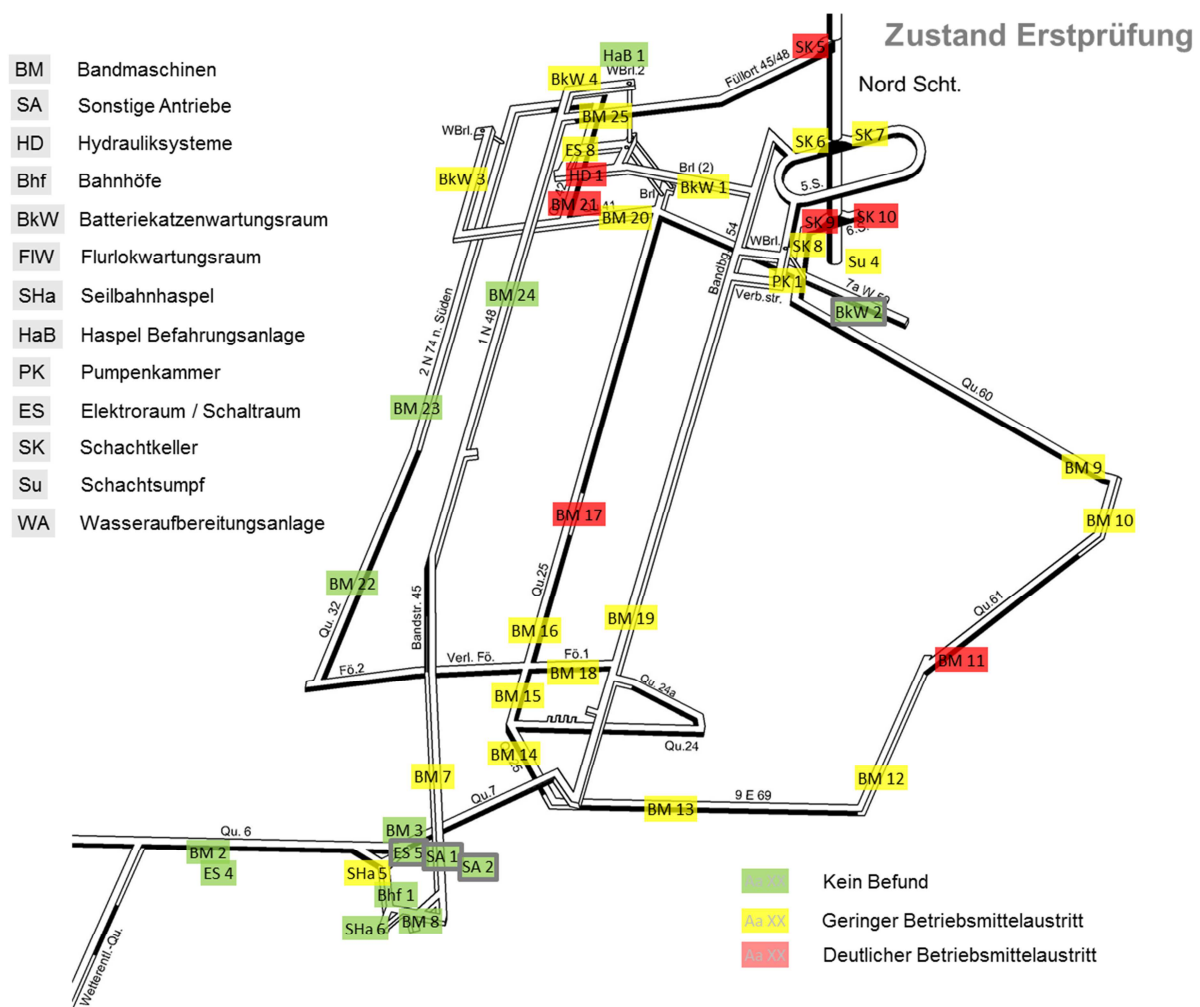 Zustand Erstprüfung
BM Bandmaschinen
SA Sonstige Antriebe
HD Hydrauliksysteme
Bhf Bahnhöfe
BkW Batteriekatzenwartungsraum
FlW Flurlokwartungsraum
SHa Seilbahnhaspel
HaB Haspel Befahrungsanlage
PK Pumpenkammer
ES Elektroraum / Schaltraum
SK Schachtkeller
Su Schachtsumpf
WA Wasseraufbereitungsanlage
HaB 1
SK 5
Füllort 45/48
WBrl.2
BkW 4
Nord Scht.
BM 25
WBrl.
SK 6
SK 7
ES 8
BkW 3
HD 1
Brl (2)
BkW 1
5.S.
BM 21
41
BM 20
Brl
SK 9
SK 10
6.S.
WBrl.
SK 8
Su 4
Bandbg. 54
PK 1
Verb.str.
7a W 59
BkW 2
BM 24
1 N 48
2 N 74 n. Süden
BM 23
Qu.60
BM 9
BM 17
BM 10
BM 22
Qu. 32
Bandstr. 45
Qu.25
Qu.61
BM 16
BM 19
BM 11
Fö.2
Verl. Fö.
Fö.1
BM 18
BM 15
Qu. 24a
Qu.24
BM 14
BM 7
Qu.7
BM 12
BM 13
9 E 69
Qu. 6
BM 3
BM 2
ES 5
SA 1
SA 2
ES 4
SHa 5
Bhf 1
BM 8
SHa 6
Wetterentl.-Qu.
Aa XX Kein Befund
Aa XX Geringer Betriebsmittelaustritt
Aa XX Deutlicher Betriebsmittelaustritt